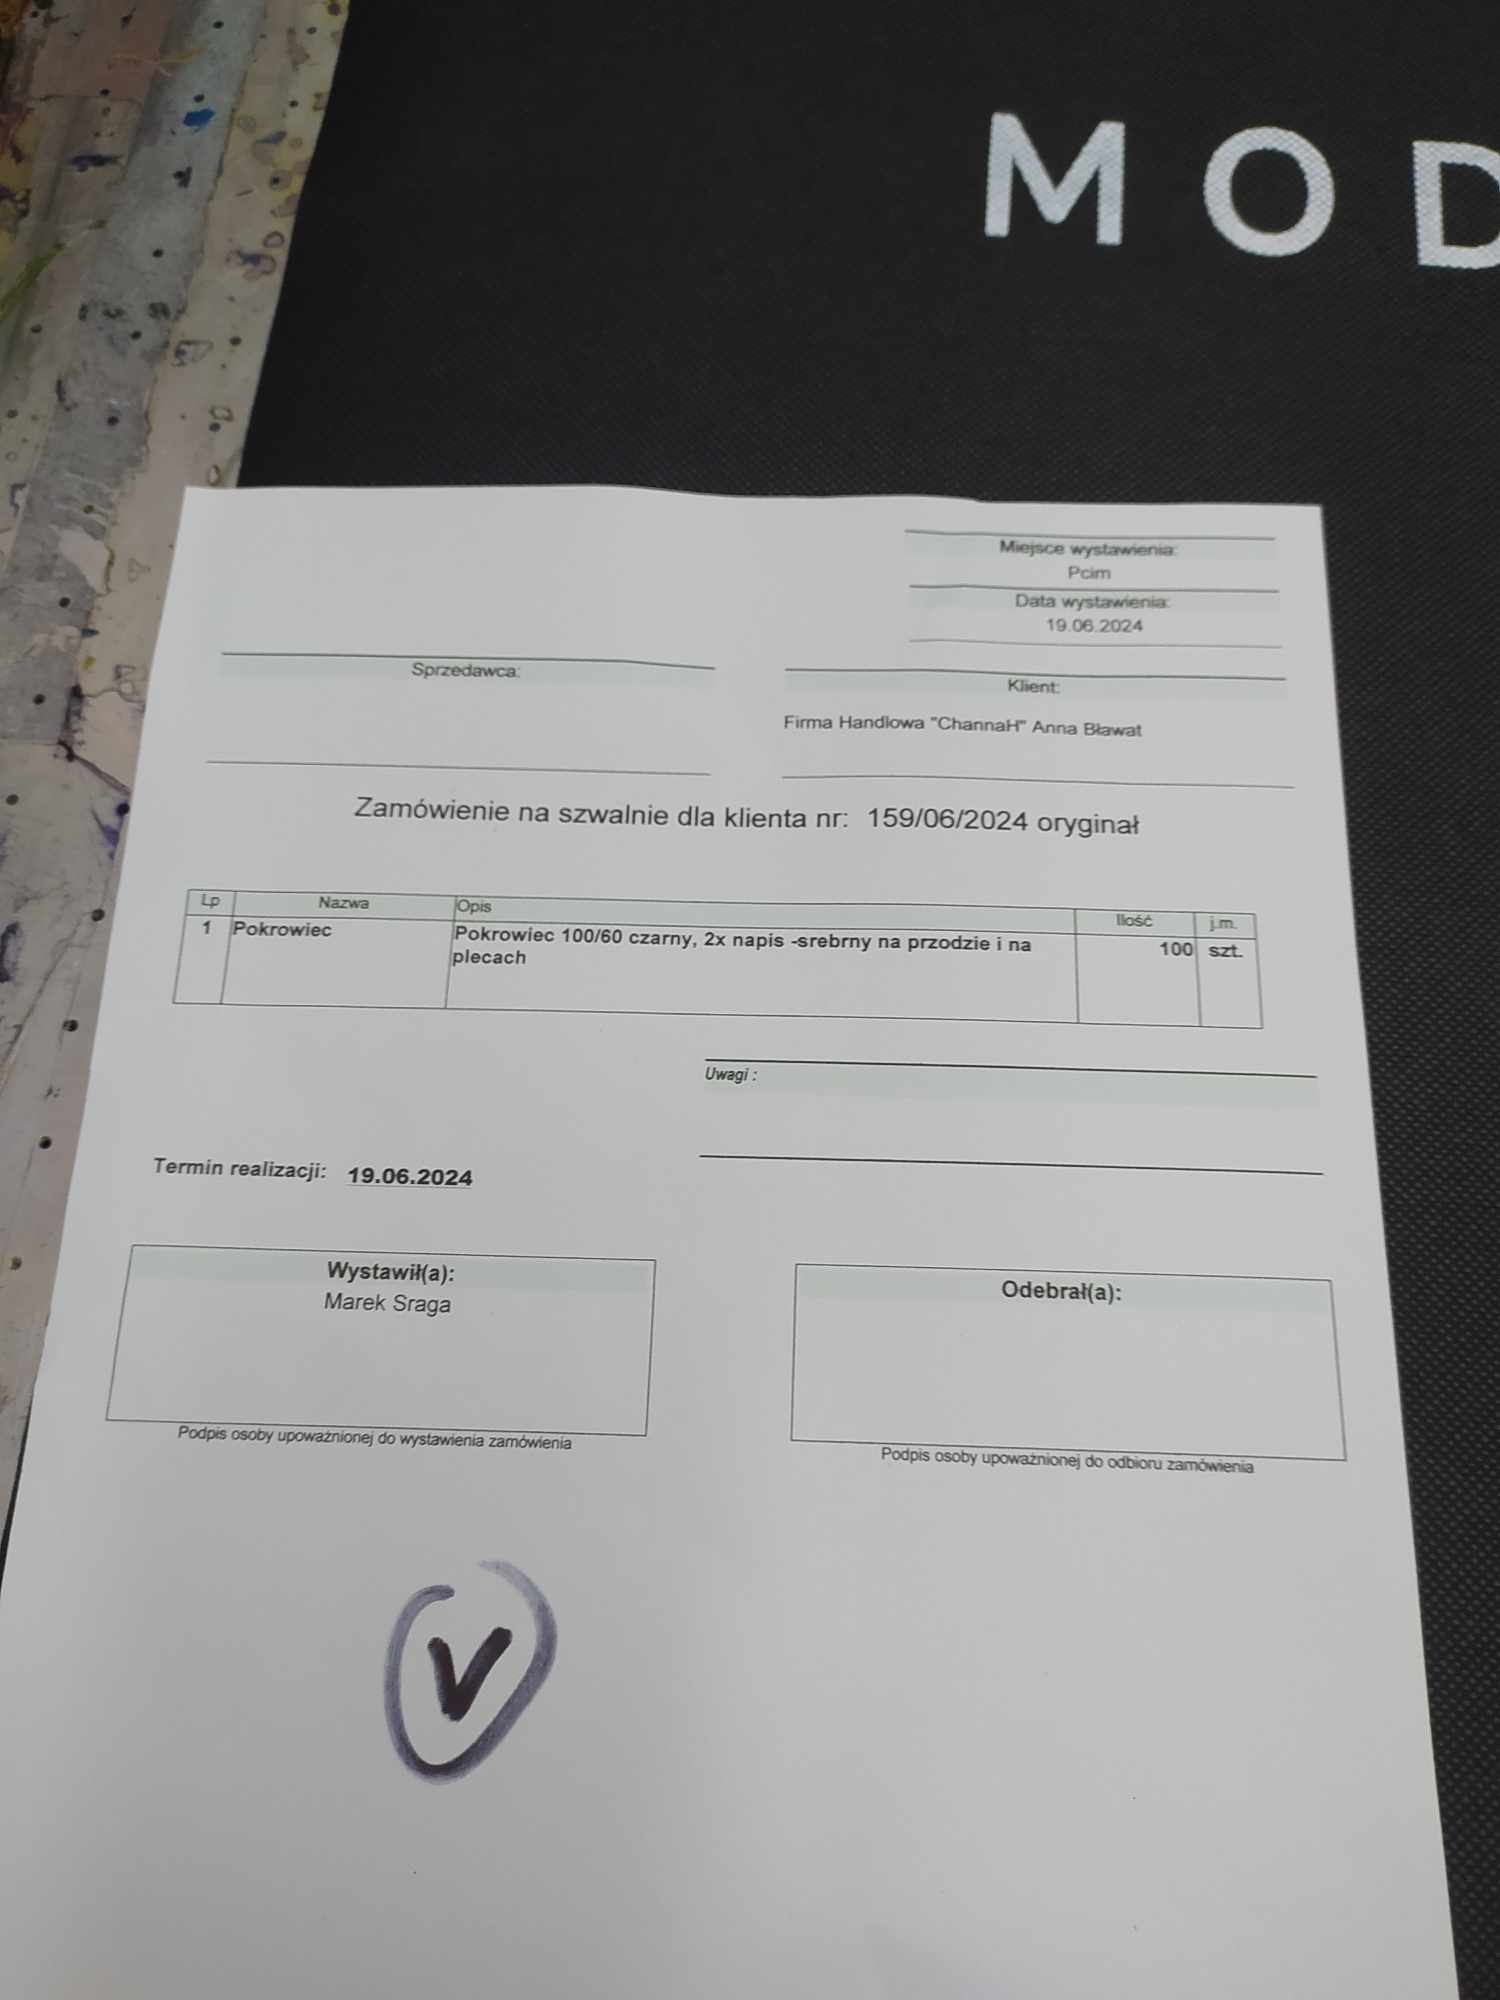 MOD
Miejsce wystawienia:
Pcim
Data wystawienia:
19.06.2024
Sprzedawca:
Klient:
Firma Handlowa "ChannaH" Anna Bławat
Zamówienie na szwalnie dla klienta nr: 159/06/2024 oryginał
Lp Nazwa Opis Ilość j.m.
1 Pokrowiec Pokrowiec 100/60 czarny, 2x napis -srebrny na przodzie i na 100 szt.
plecach
Uwagi :
Termin realizacji: 19.06.2024
Wystawił(a):
Marek Sraga
Podpis osoby upoważnionej do wystawienia zamówienia
Odebrał(a):
Podpis osoby upoważnionej do odbioru zamówienia
V